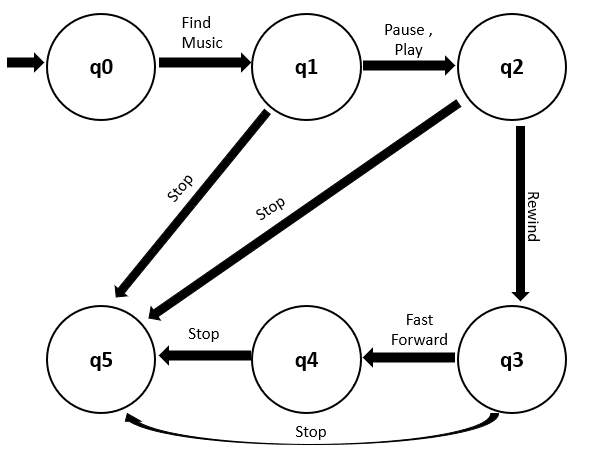 Find
Music
Pause ,
Play
q0
q1
q2
Stop
Stop
Rewind
Stop
Fast
Forward
q5
q4
q3
Stop